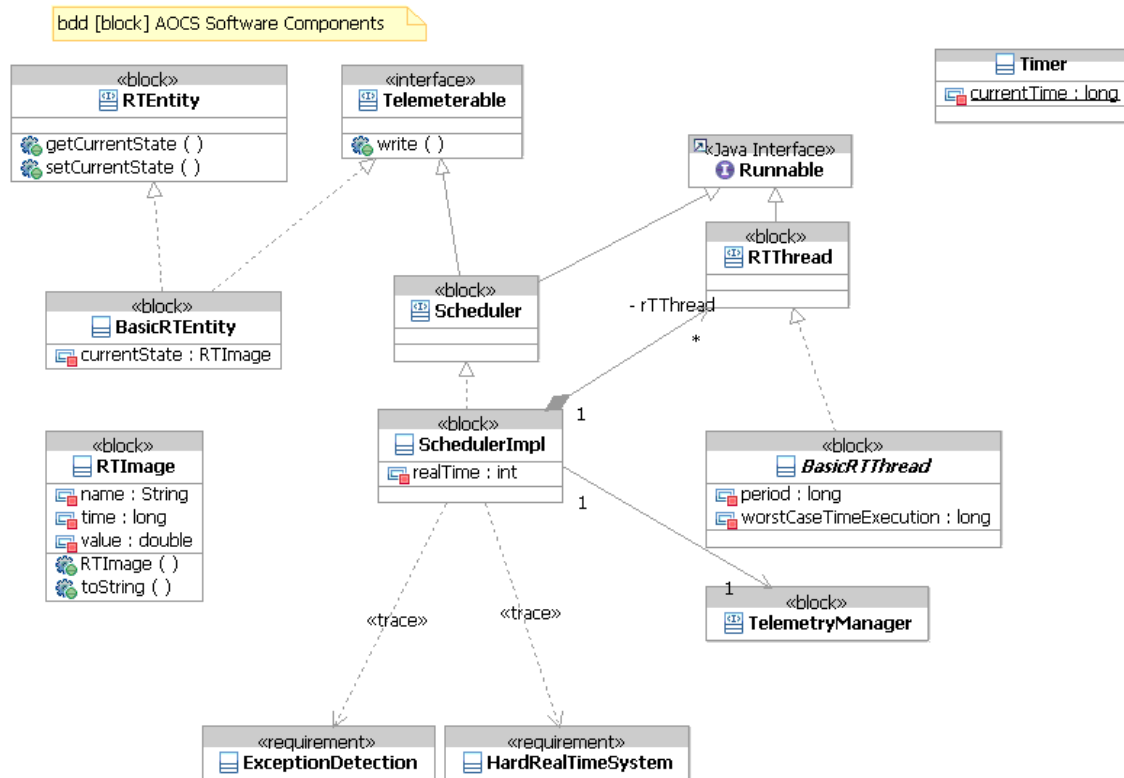 bdd [block] AOCS Software Components
«block»
RTEntity
getCurrentState ( )
setCurrentState ( )
«interface»
Telemeterable
write ( )
Timer
currentTime : long
«Java Interface»
Runnable
«block»
RTThread
«block»
Scheduler
- rTThread
*
«block»
BasicRTEntity
currentState : RTImage
«block»
SchedulerImpl
realTime : int
1
1
«block»
RTImage
name : String
time : long
value : double
RTImage ( )
toString ( )
«block»
BasicRTThread
period : long
worstCaseTimeExecution : long
1
«block»
TelemetryManager
«trace»
«trace»
«requirement»
ExceptionDetection
«requirement»
HardRealTimeSystem